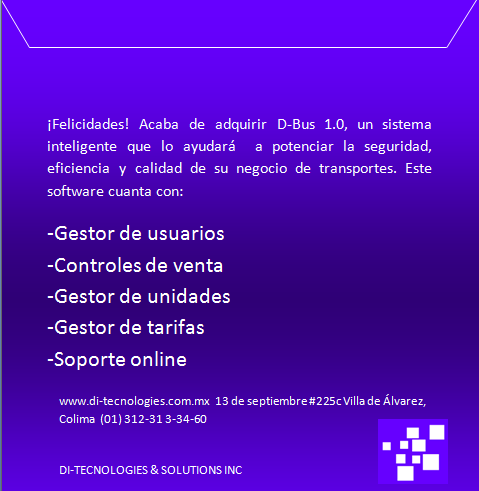 ¡Felicidades! Acaba de adquirir D-Bus 1.0, un sistema
inteligente que lo ayudará a potenciar la seguridad,
eficiencia y calidad de su negocio de transportes. Este
software cuanta con:
-Gestor de usuarios
-Controles de venta
-Gestor de unidades
-Gestor de tarifas
-Soporte online
www.di-tecnologies.com.mx 13 de septiembre #225c Villa de Álvarez,
Colima (01) 312-31 3-34-60
DI-TECNOLOGIES & SOLUTIONS INC